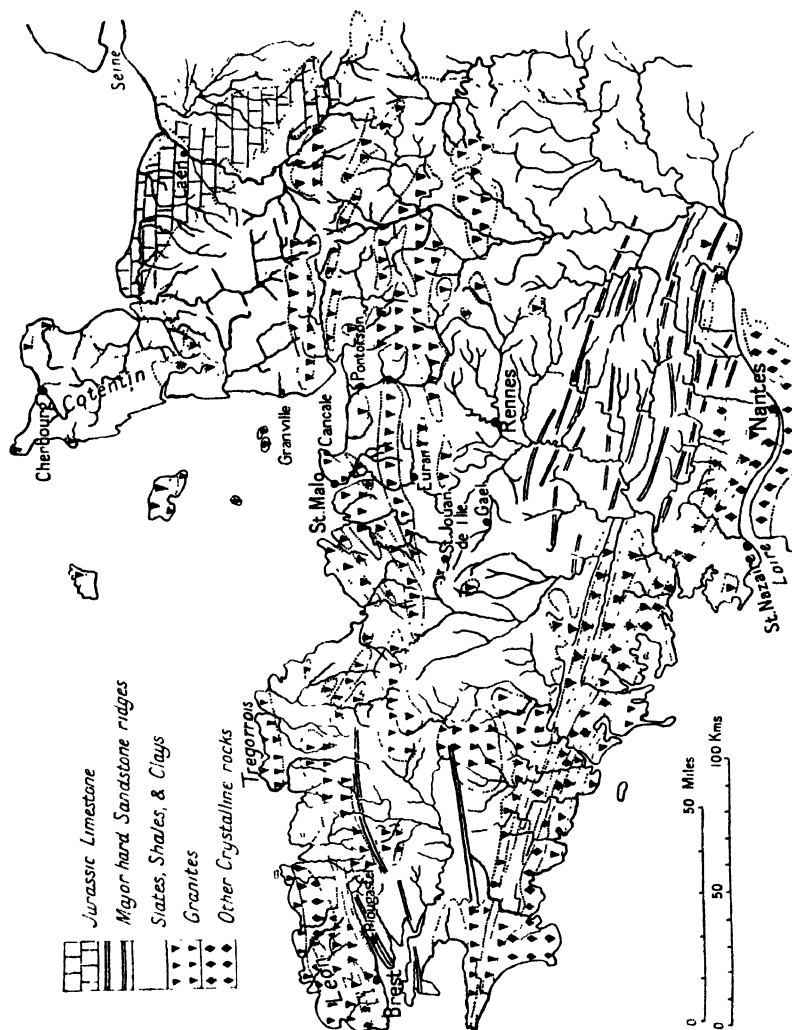 Jurassic Limestone
Major hard Sandstone ridges
Slates, Shales, & Clays
Granites
Other Crystalline rocks
Seine
Caen
Cherbourg
Cotentin
Granville
Cancale
Pontorson
St. Malo
Luran
St. Jouan
de l'Ile
Gael
Rennes
Tregorrois
Leon
Plougastel
Brest
Nantes
St. Nazaire
Loire
0 50 Miles
0 50 100 Kms